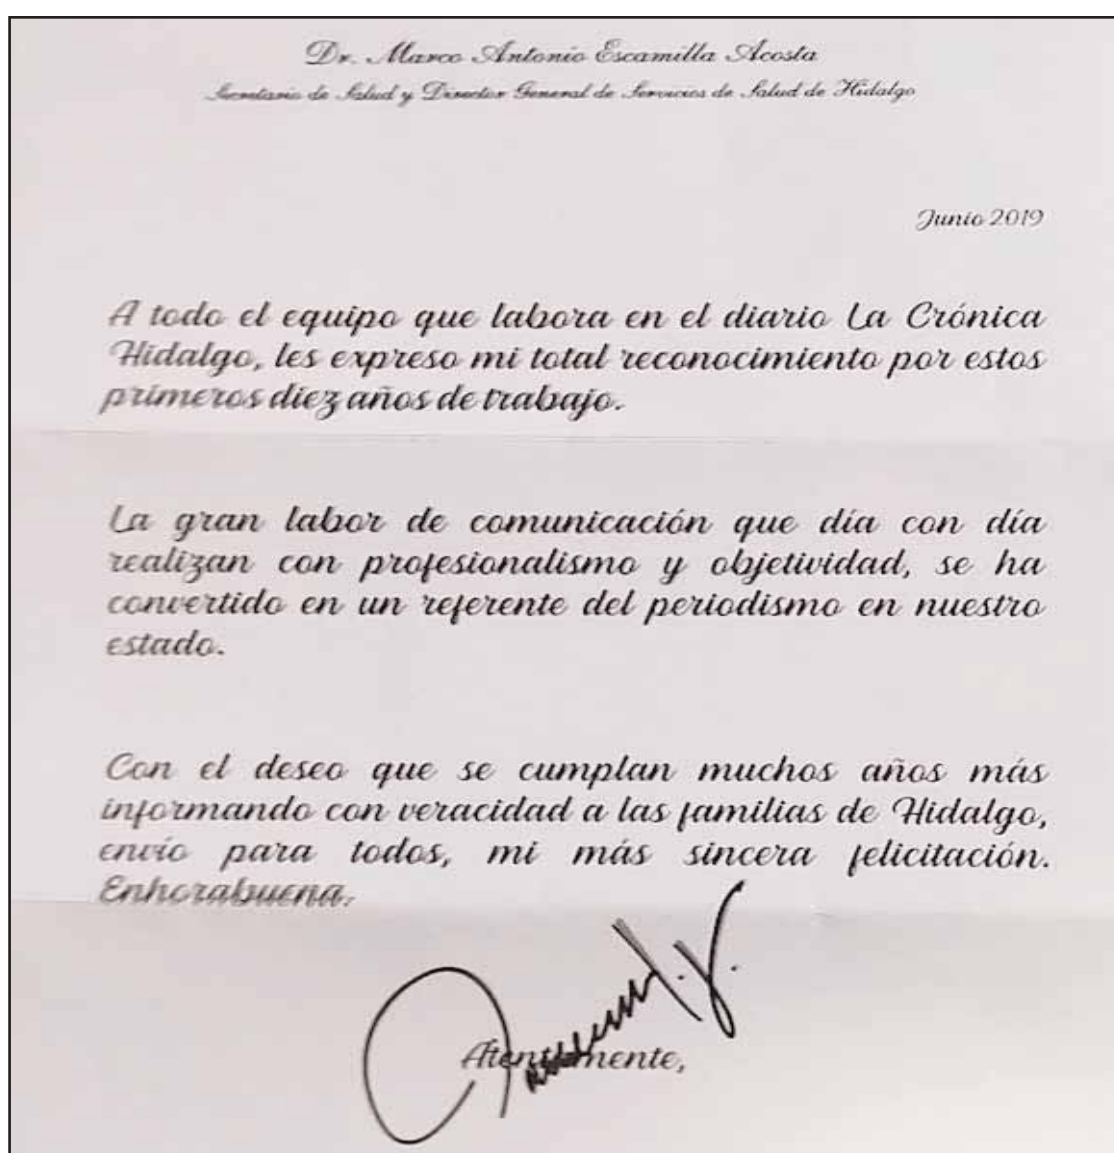 Dr. Marco Antonio Escamilla Acosta
Secretario de Salud y Director General de Servicios de Salud de Hidalgo
Junio 2019
A todo el equipo que labora en el diario La Crónica
Hidalgo, les expreso mi total reconocimiento por estos
primeros diez años de trabajo.
La gran labor de comunicación que día con día
realizan con profesionalismo y objetividad, se ha
convertido en un referente del periodismo en nuestro
estado.
Con el deseo que se cumplan muchos años más
informando con veracidad a las familias de Hidalgo,
envío para todos, mi más sincera felicitación.
Enhorabuena.
Atentamente,